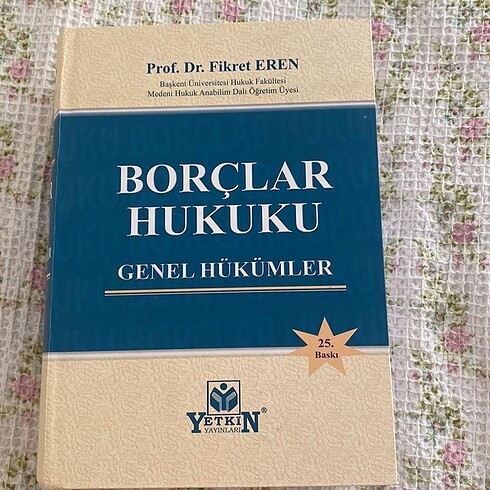 Prof. Dr. Fikret EREN
Başkent Üniversitesi Hukuk Fakültesi
Medeni Hukuk Anabilim Dalı Öğretim Üyesi
BORÇLAR
HUKUKU
GENEL HÜKÜMLER
25.
Baskı
YETKİN®
YAYINLARI